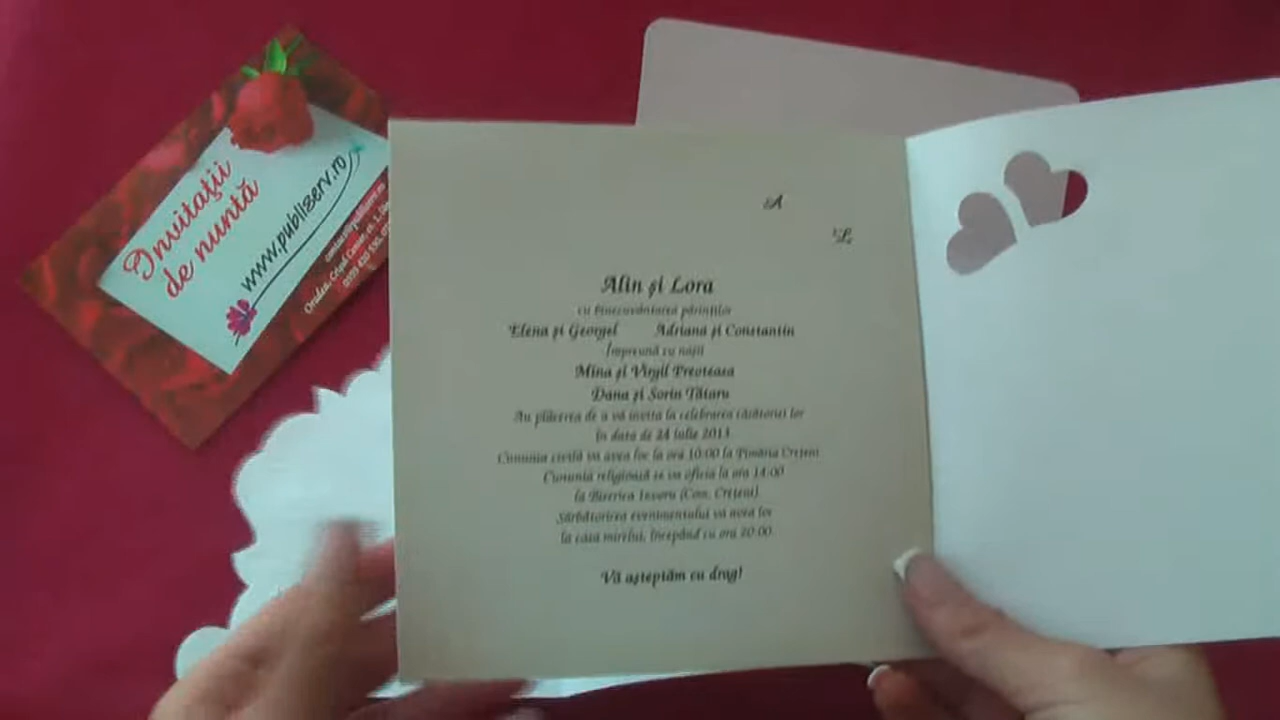 Invitații
de nuntă
www.publiserv.ro
A
L
Alin și Lora
cu binecuvântarea părinților
Elena și Georgel Adriana și Constantin
Împreună cu nașii
Mina și Virgil Preoteasa
Dana și Sorin Tătaru
Au plăcerea de a vă invita la celebrarea căsătoriei lor
în data de 24 iulie 2013
Cununia civilă va avea loc la ora 10:00 la Primăria Crețeni
Cununia religioasă se va oficia la ora 14:00
la Biserica Izvoru (Com. Crețeni)
Sărbătorirea evenimentului va avea loc
la casa mirelui, începând cu ora 20:00
Vă așteptăm cu drag!